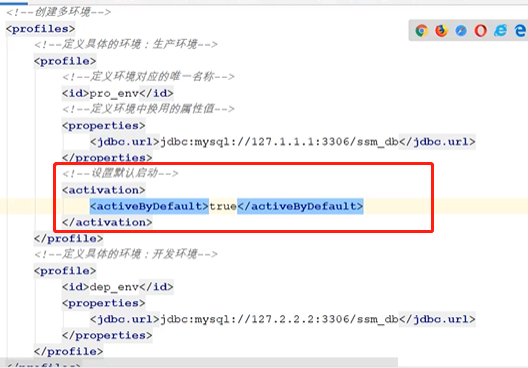 <!--创建多环境-->
<profiles>
<!--定义具体的环境：生产环境-->
<profile>
<!--定义环境对应的唯一名称-->
<id>pro_env</id>
<!--定义环境中换用的属性值-->
<properties>
<jdbc.url>jdbc:mysql://127.1.1.1:3306/ssm_db</jdbc.url>
</properties>
<!--设置默认启动-->
<activation>
<activeByDefault>true</activeByDefault>
</activation>
</profile>
<!--定义具体的环境：开发环境-->
<profile>
<id>dep_env</id>
<properties>
<jdbc.url>jdbc:mysql://127.2.2.2:3306/ssm_db</jdbc.url>
</properties>
</profile>